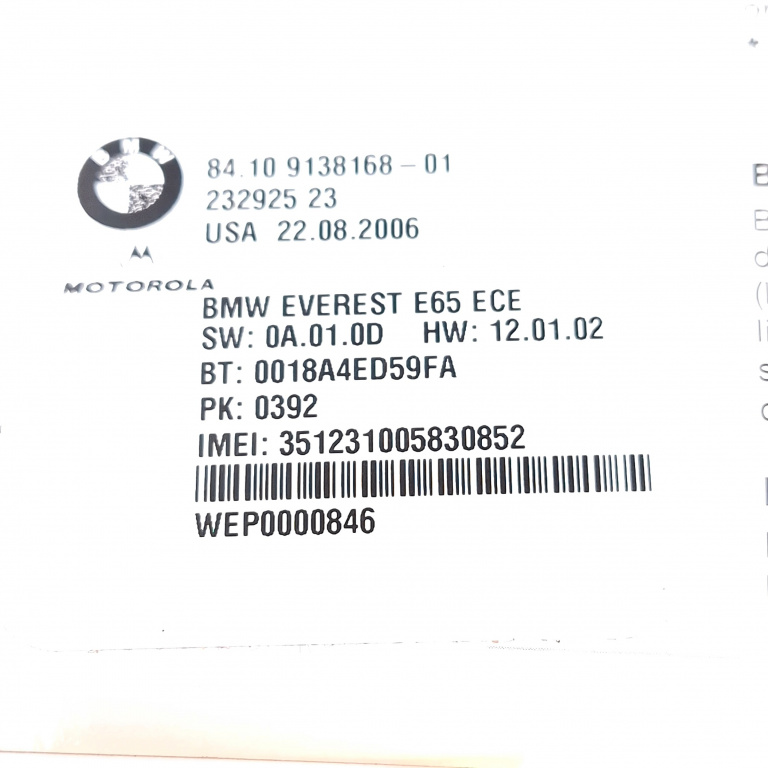 BMW
84.10 9138168-01
232925 23
USA 22.08.2006
MOTOROLA
BMW EVEREST E65 ECE
SW: 0A.01.0D HW: 12.01.02
BT: 0018A4ED59FA
PK: 0392
IMEI: 351231005830852
WEP0000846